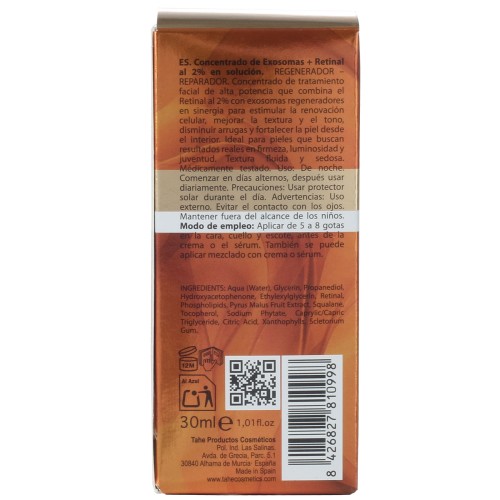 ES. Concentrado de Exosomas + Retinal
al 2% en solución. REGENERADOR –
REPARADOR. Concentrado de tratamiento
facial de alta potencia que combina el
Retinal al 2% con exosomas regeneradores
en sinergia para estimular la renovación
celular, mejorar la textura y el tono,
disminuir arrugas y fortalecer la piel desde
el interior. Ideal para pieles que buscan
resultados reales en firmeza, luminosidad y
juventud. Textura fluida y sedosa.
Médicamente testado. Uso: De noche.
Comenzar en días alternos, después usar
diariamente. Precauciones: Usar protector
solar durante el día. Advertencias: Uso
externo. Evitar el contacto con los ojos.
Mantener fuera del alcance de los niños.
Modo de empleo: Aplicar de 5 a 8 gotas
en la cara, cuello y escote, antes de la
crema o el sérum. También se puede
aplicar mezclado con crema o sérum.
INGREDIENTS: Aqua (Water), Glycerin, Propanediol,
Hydroxyacetophenone, Ethylexylglycerin, Retinal,
Phospholipids, Pyrus Malus Fruit Extract, Squalane,
Tocopherol, Sodium Phytate, Caprylic/Capric
Triglyceride, Citric Acid, Xanthophylls, Sclerotium
Gum.
12M
Al Azul
30ml e 1,01fl.oz
Tahe Productos Cosméticos
Pol. Ind. Las Salinas,
Avda. de Grecia, Parc. 5.1
30840 Alhama de Murcia· España
Made in Spain
www.tahecosmetics.com
8 426827 810998